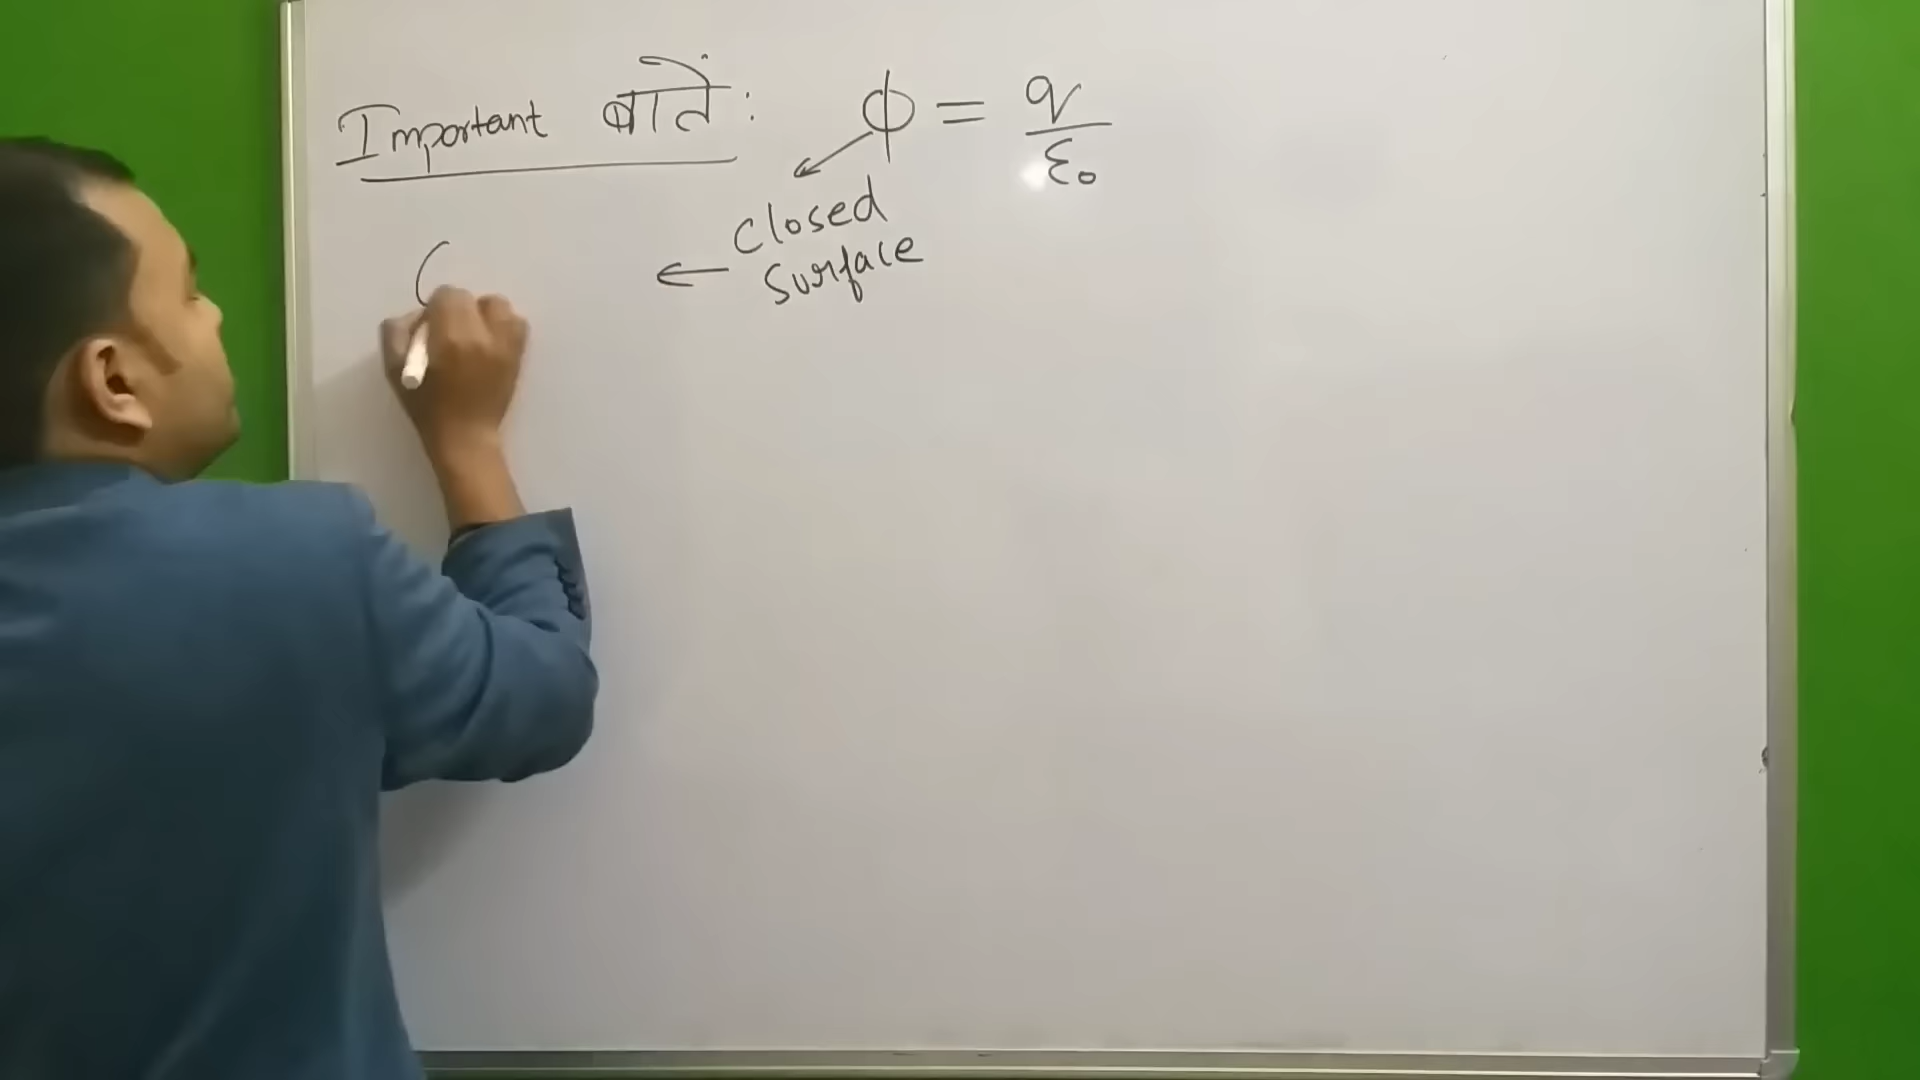 Important बातें : ϕ = q/ε₀
← closed
surface